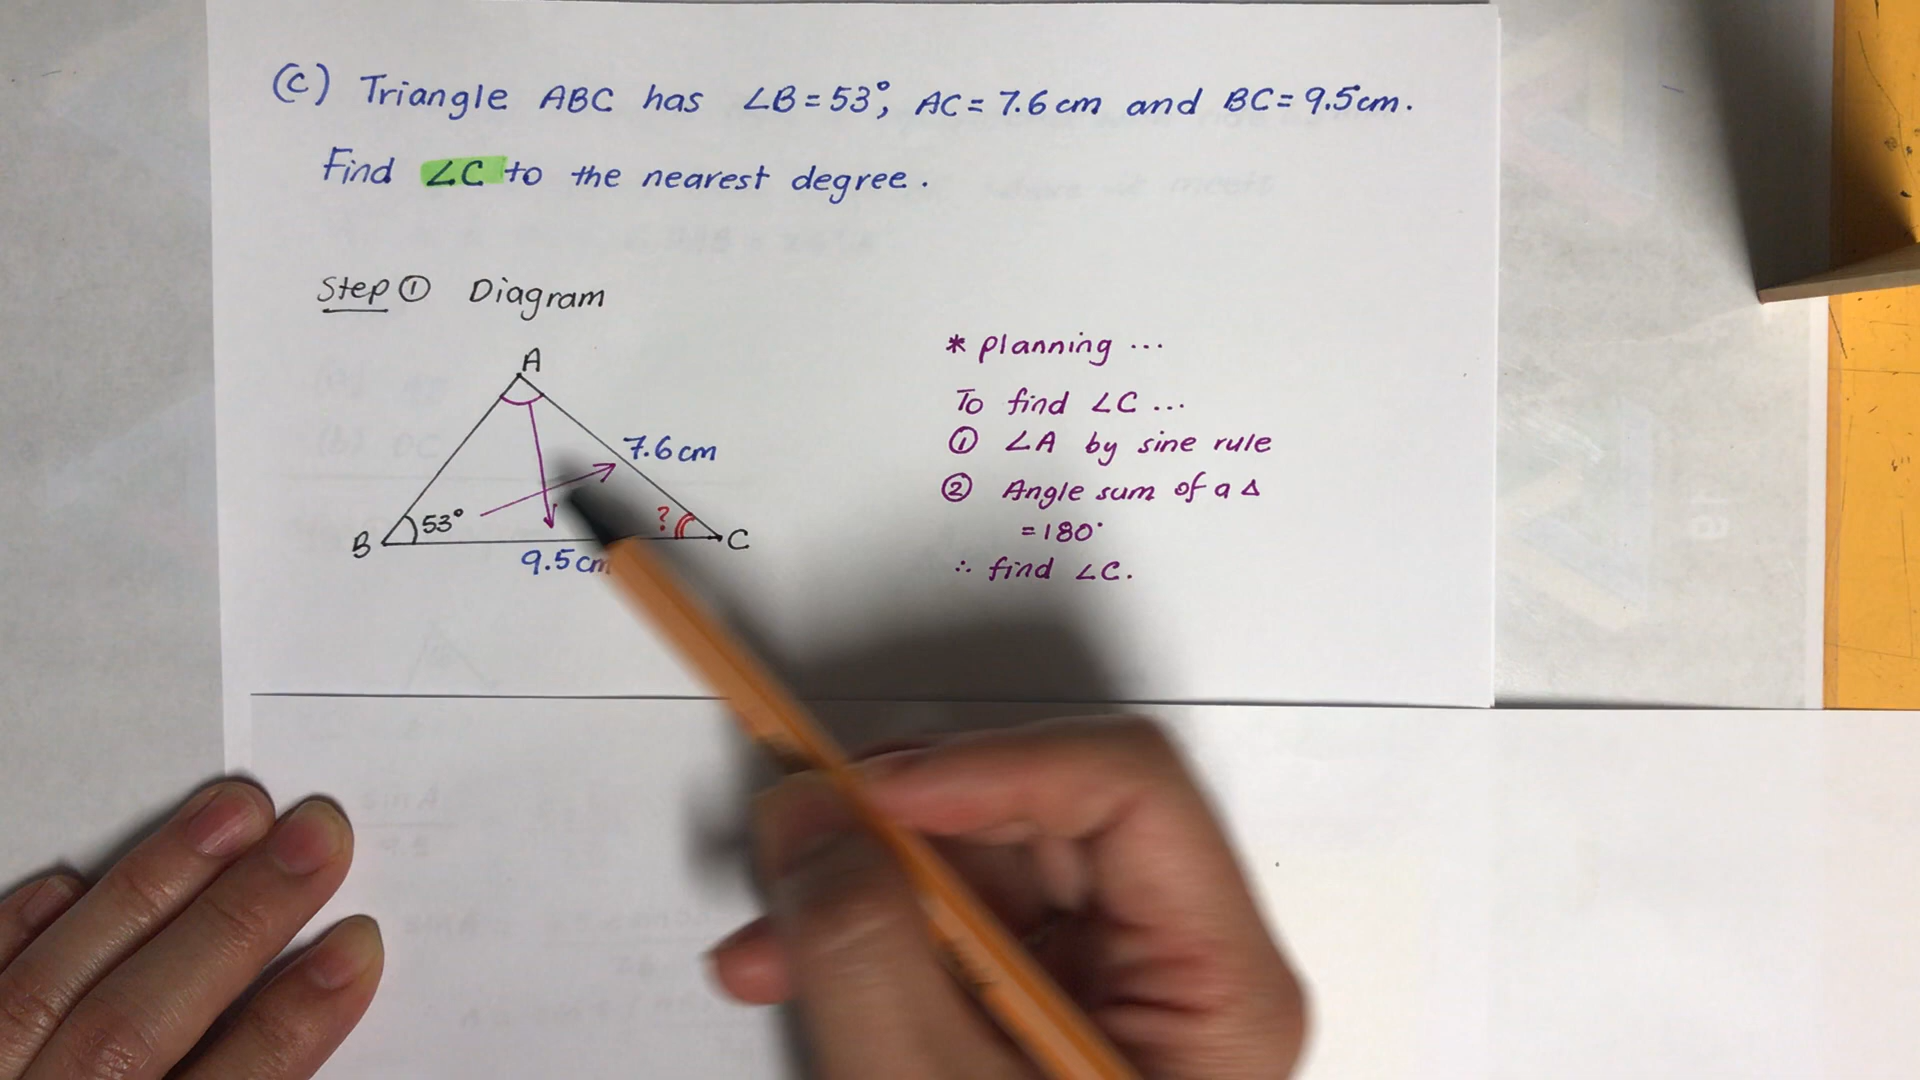 (c) Triangle ABC has ∠B = 53°, AC = 7.6 cm and BC = 9.5 cm.
Find ∠C to the nearest degree.
Step ① Diagram
A
7.6 cm
53°
?
B
C
9.5 cm
* planning ...
To find ∠C ...
① ∠A by sine rule
② Angle sum of a △
= 180°
∴ find ∠C.